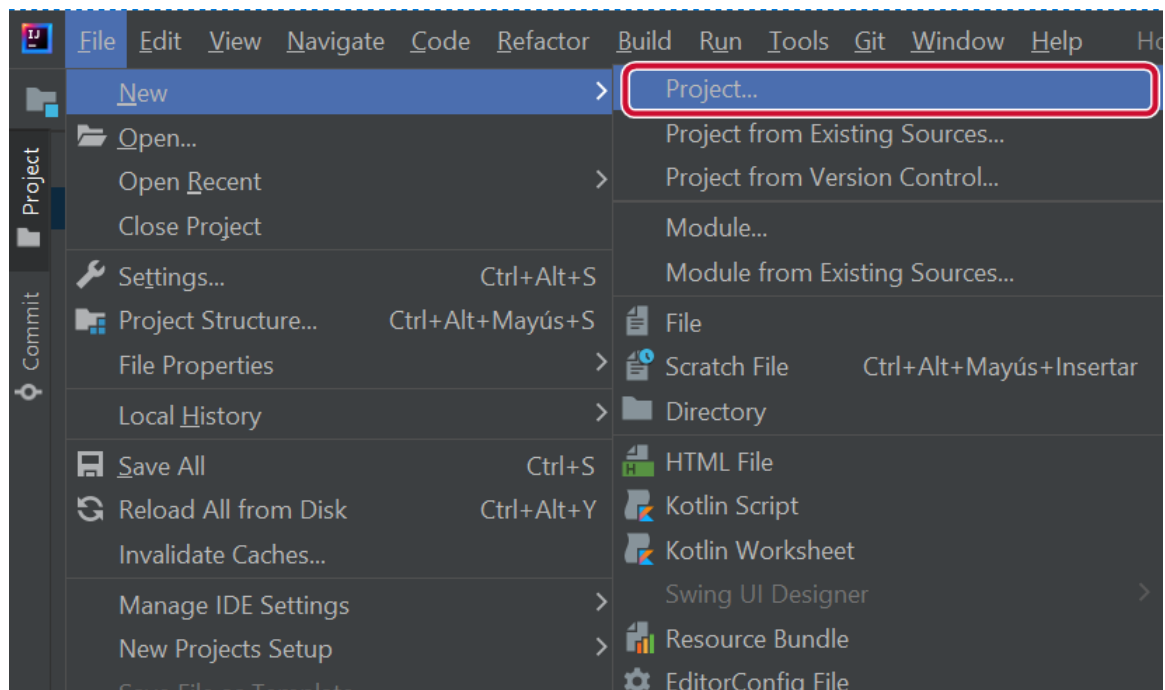 IJ
File Edit View Navigate Code Refactor Build Run Tools Git Window Help
New
Open...
Open Recent
Close Project
Settings... Ctrl+Alt+S
Project Structure... Ctrl+Alt+Mayús+S
File Properties
Local History
Save All Ctrl+S
Reload All from Disk Ctrl+Alt+Y
Invalidate Caches...
Manage IDE Settings
New Projects Setup
Project...
Project from Existing Sources...
Project from Version Control...
Module...
Module from Existing Sources...
File
Scratch File Ctrl+Alt+Mayús+Insertar
Directory
H HTML File
Kotlin Script
Kotlin Worksheet
Swing UI Designer
Resource Bundle
EditorConfig File
Project
Commit